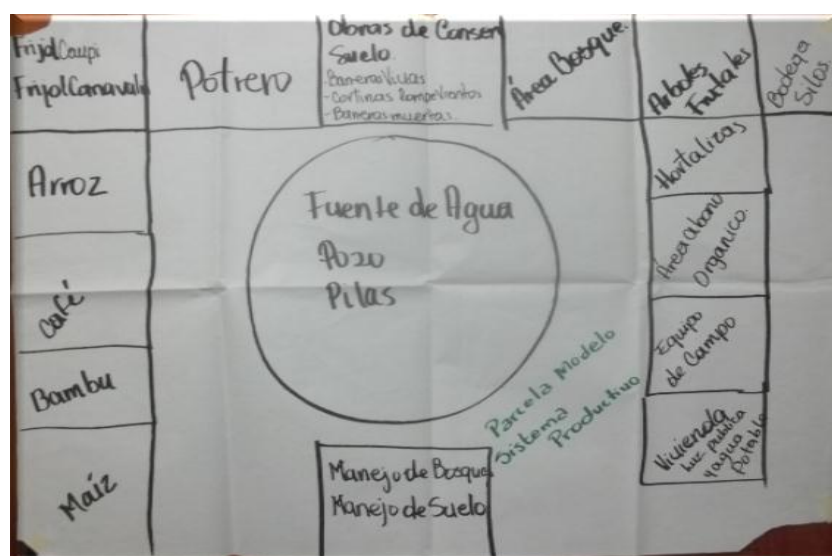 Frijol Caupi
Frijol Canavali
Potrero
Obras de Conser
Suelo.
- Barreras Vivas
- Cortinas Rompevientos
- Barreras muertas.
Área Bosque.
Arboles
Frutales
Bodega
Silos.
Arroz
Café
Bambu
Maíz
Fuente de Agua
Pozo
Pilas
Hortalizas
Área abono
Organico.
Equipo
de Campo
Vivienda
luz publica
y agua
Potable
Parcela Modelo
Sistema
Productivo
Manejo de Bosque
Manejo de Suelo